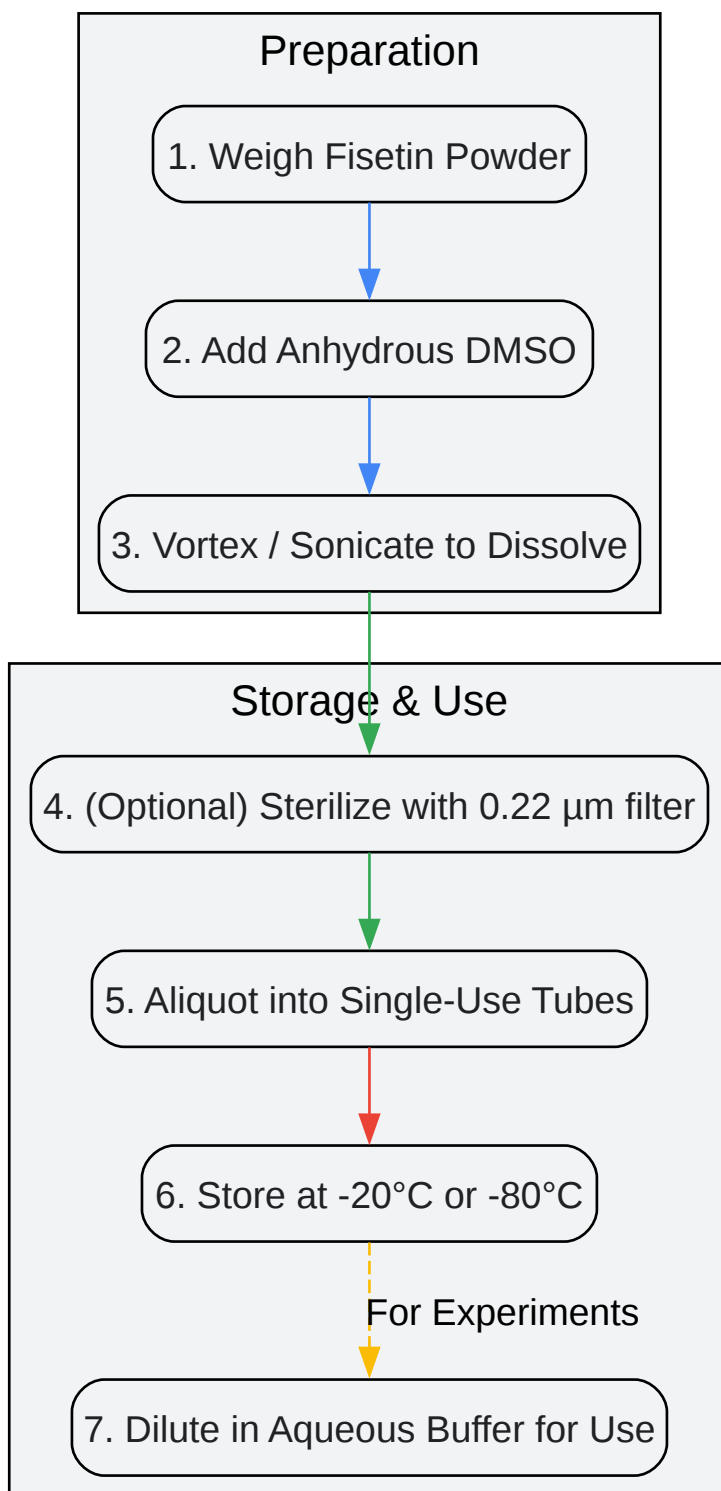 Preparation
1. Weigh Fisetin Powder
2. Add Anhydrous DMSO
3. Vortex / Sonicate to Dissolve
Storage & Use
4. (Optional) Sterilize with 0.22 µm filter
5. Aliquot into Single-Use Tubes
6. Store at -20°C or -80°C
For Experiments
7. Dilute in Aqueous Buffer for Use